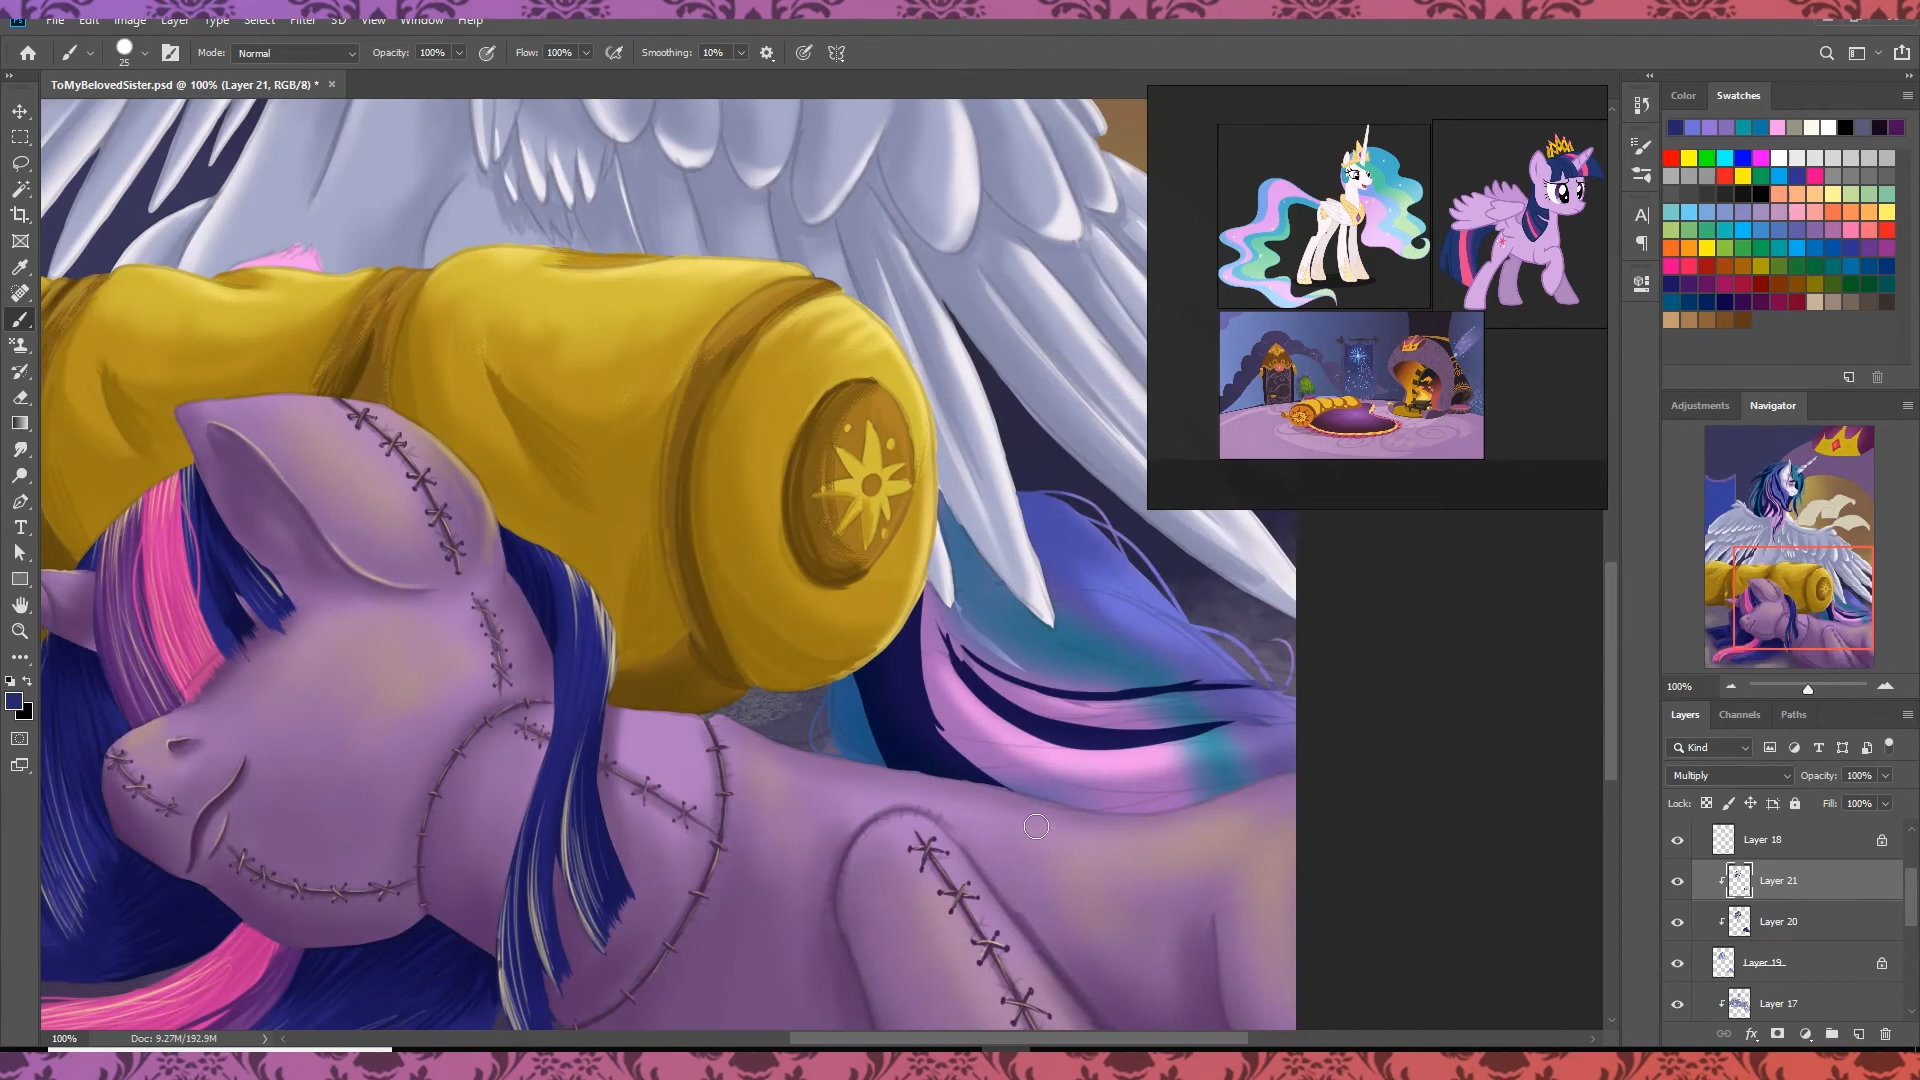 Ps File Edit Image Layer Type Select Filter 3D View Window Help
25 Mode: Normal Opacity: 100% Flow: 100% Smoothing: 10%
ToMyBelovedSister.psd @ 100% (Layer 21, RGB/8) * ×
Color Swatches
Adjustments Navigator
100%
Layers Channels Paths
Kind
Multiply Opacity: 100%
Lock: Fill: 100%
Layer 18
Layer 21
Layer 20
Layer 19
Layer 17
100% Doc: 9.27M/192.9M